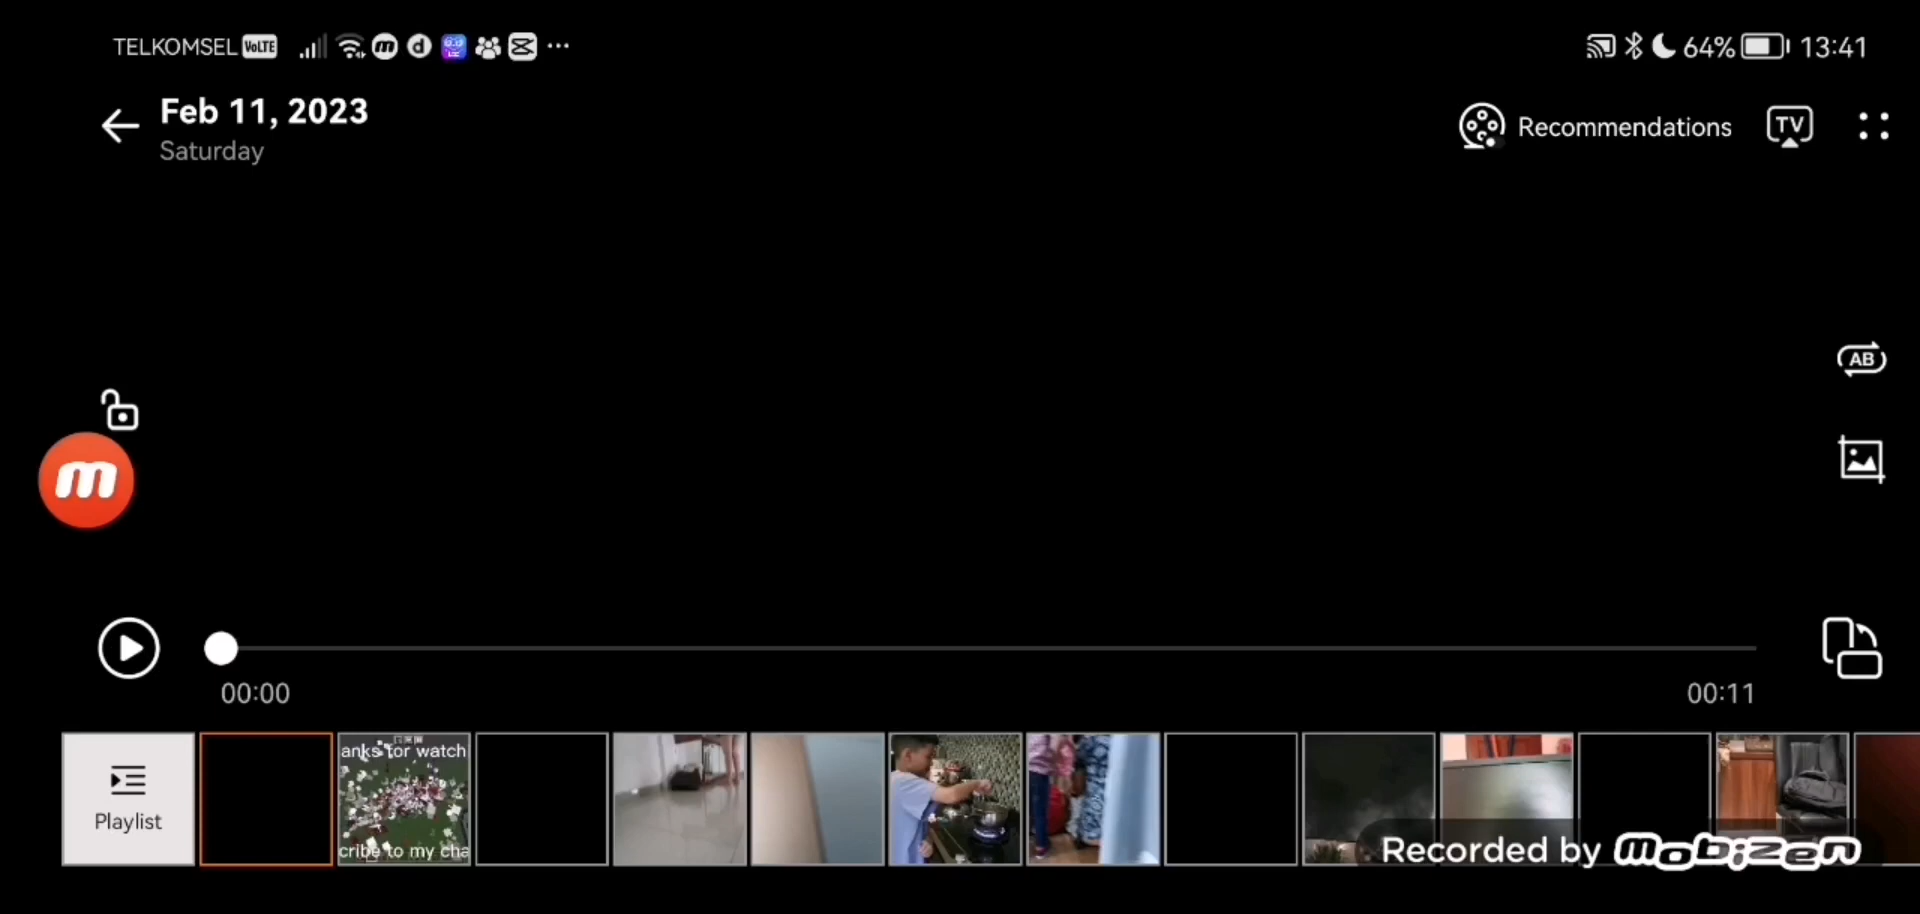 TELKOMSEL VoLTE m d ... 64% 13:41
Feb 11, 2023
Saturday
Recommendations
TV
AB
m
00:00
00:11
Playlist
anks for watch
cribe to my cha
Recorded by Mobizen